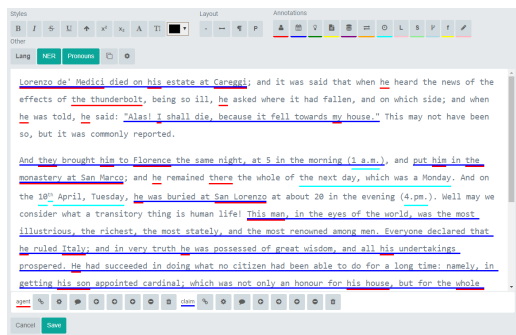 Styles
Layout
Annotations
B I S U x² x₂ A TI
P
L S P f
Other
Lang NER Pronouns
Lorenzo de' Medici died on his estate at Careggi; and it was said that when he heard the news of the
effects of the thunderbolt, being so ill, he asked where it had fallen, and on which side; and when
he was told, he said: "Alas! I shall die, because it fell towards my house." This may not have been
so, but it was commonly reported.
And they brought him to Florence the same night, at 5 in the morning (1 a.m.), and put him in the
monastery at San Marco; and he remained there the whole of the next day, which was a Monday. And on
the 10th April, Tuesday, he was buried at San Lorenzo at about 20 in the evening (4.pm.). Well may we
consider what a transitory thing is human life! This man, in the eyes of the world, was the most
illustrious, the richest, the most stately, and the most renowned among men. Everyone declared that
he ruled Italy; and in very truth he was possessed of great wisdom, and all his undertakings
prospered. He had succeeded in doing what no citizen had been able to do for a long time: namely, in
getting his son appointed cardinal; which was not only an honour for his house, but for the whole
agent claim
Cancel Save